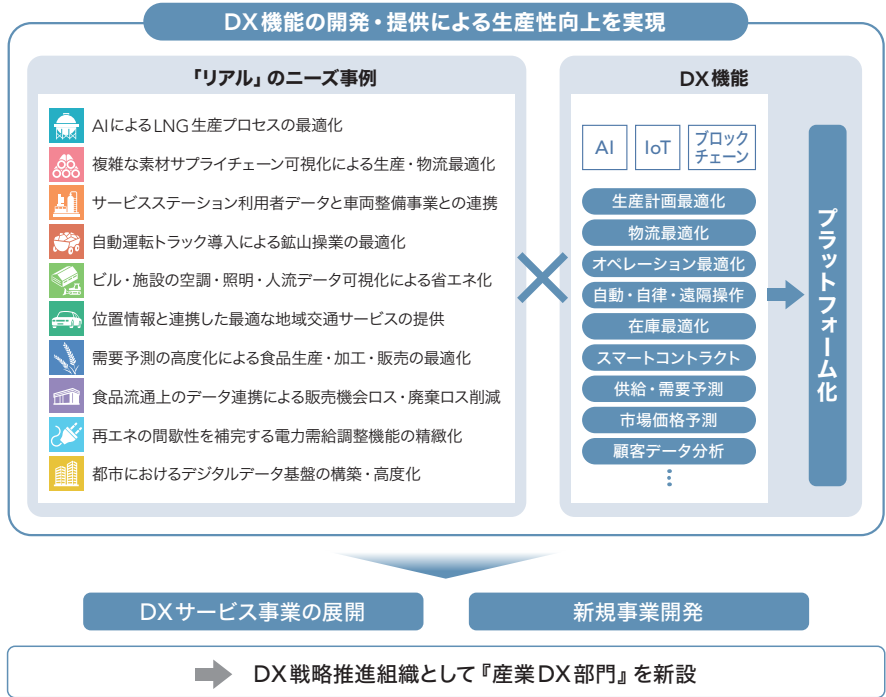 DX機能の開発・提供による生産性向上を実現
「リアル」のニーズ事例
AIによるLNG生産プロセスの最適化
複雑な素材サプライチェーン可視化による生産・物流最適化
サービスステーション利用者データと車両整備事業との連携
自動運転トラック導入による鉱山操業の最適化
ビル・施設の空調・照明・人流データ可視化による省エネ化
位置情報と連携した最適な地域交通サービスの提供
需要予測の高度化による食品生産・加工・販売の最適化
食品流通上のデータ連携による販売機会ロス・廃棄ロス削減
再エネの間歇性を補完する電力需給調整機能の精緻化
都市におけるデジタルデータ基盤の構築・高度化
DX機能
AI
IoT
ブロック
チェーン
生産計画最適化
物流最適化
オペレーション最適化
自動・自律・遠隔操作
在庫最適化
スマートコントラクト
供給・需要予測
市場価格予測
顧客データ分析
プラットフォーム化
DXサービス事業の展開
新規事業開発
DX戦略推進組織として『産業DX部門』を新設